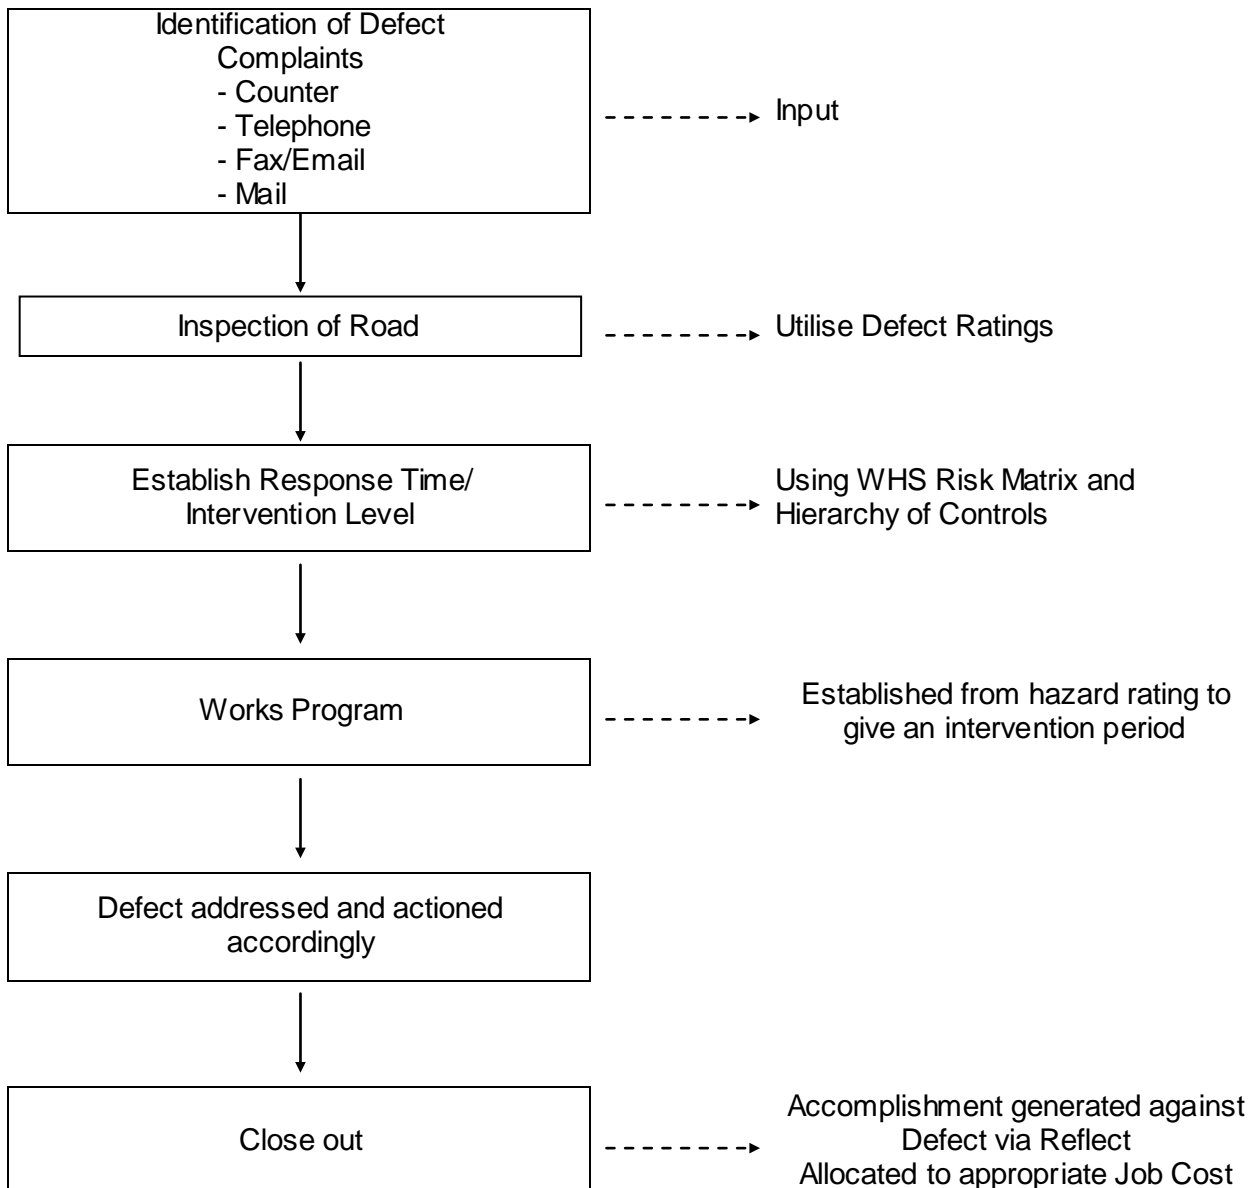 Identification of Defect
Complaints
- Counter
- Telephone
- Fax/Email
- Mail
Input
Inspection of Road
Utilise Defect Ratings
Establish Response Time/
Intervention Level
Using WHS Risk Matrix and
Hierarchy of Controls
Works Program
Established from hazard rating to
give an intervention period
Defect addressed and actioned
accordingly
Close out
Accomplishment generated against
Defect via Reflect
Allocated to appropriate Job Cost